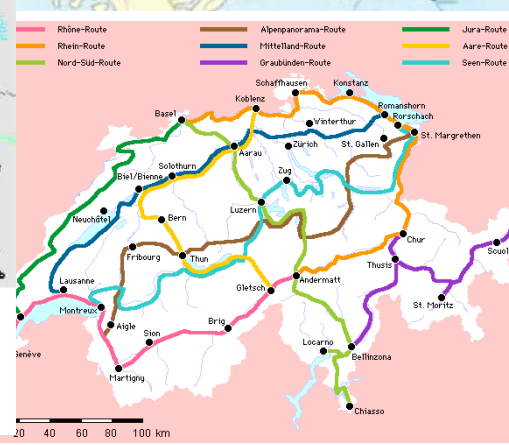 Rhône-Route
Alpenpanorama-Route
Jura-Route
Rhein-Route
Mittelland-Route
Aare-Route
Nord-Süd-Route
Graubünden-Route
Seen-Route
Schaffhausen
Konstanz
Koblenz
Basel
Romanshorn
Rorschach
Winterthur
St. Margrethen
Zürich
St. Gallen
Aarau
Solothurn
Zug
Biel/Bienne
Luzern
Neuchâtel
Bern
Chur
Fribourg
Thun
Thusis
Lausanne
Gletsch
Andermatt
Montreux
St. Moritz
Aigle
Sion
Brig
Locarno
Genève
Bellinzona
Martigny
Chiasso
20 40 60 80 100 km